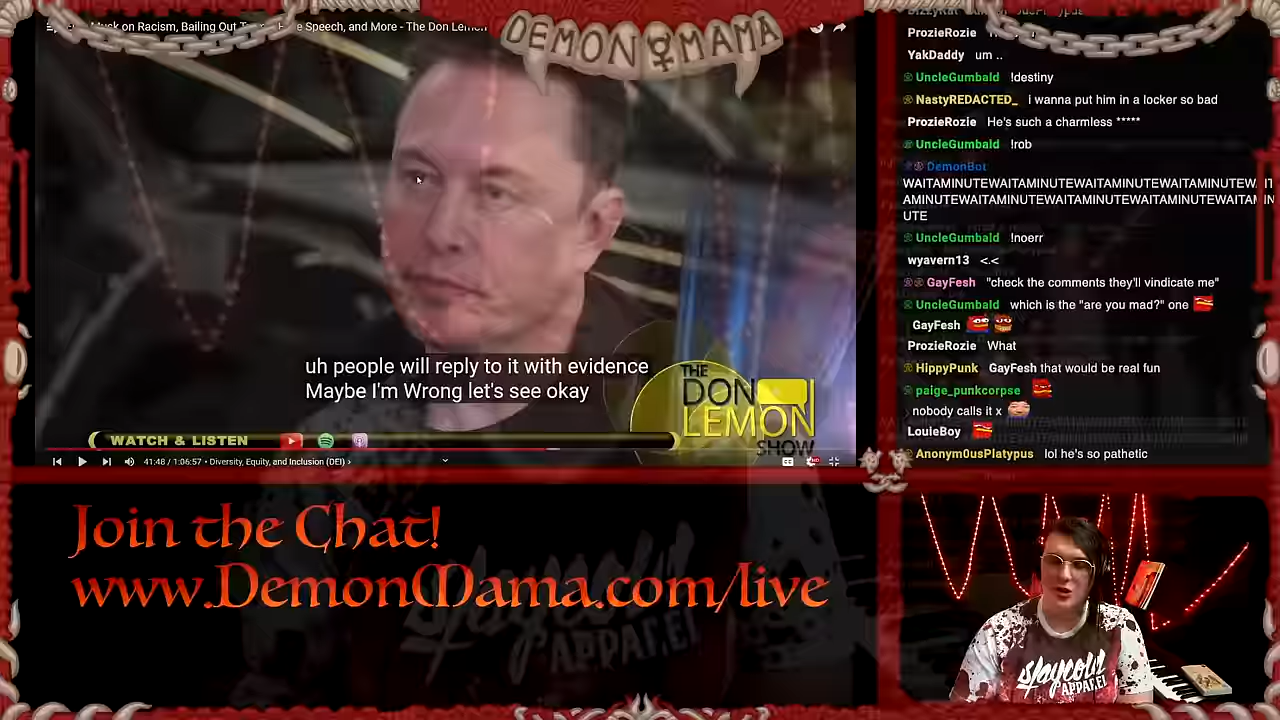 Musk on Racism, Bailing Out Speech, and More - The Don Lemon
DEMON MAMA
uh people will reply to it with evidence
Maybe I'm Wrong let's see okay
THE
DON
LEMON
SHOW
WATCH & LISTEN
41:48 / 1:06:57 • Diversity, Equity, and Inclusion (DEI) ›
ProzieRozie
YakDaddy um ..
UncleGumbald !destiny
NastyREDACTED_ I wanna put him in a locker so bad
ProzieRozie He's such a charmless *****
UncleGumbald !rob
DemonBot
WAITAMINUTEWAITAMINUTEWAITAMINUTEWAITAMINUTEW
AMINUTEWAITAMINUTEWAITAMINUTEWAITAMINUTEWAITAMIN
UTE
UncleGumbald !noerr
wyavern13 <.<
GayFesh "check the comments they'll vindicate me"
UncleGumbald which is the "are you mad?" one
GayFesh
ProzieRozie What
HippyPunk GayFesh that would be real fun
paige_punkcorpse
nobody calls it x
LouieBoy
Anonym0usPlatypus lol he's so pathetic
Join the Chat!
www.DemonMama.com/live
slaycold
APPAREL